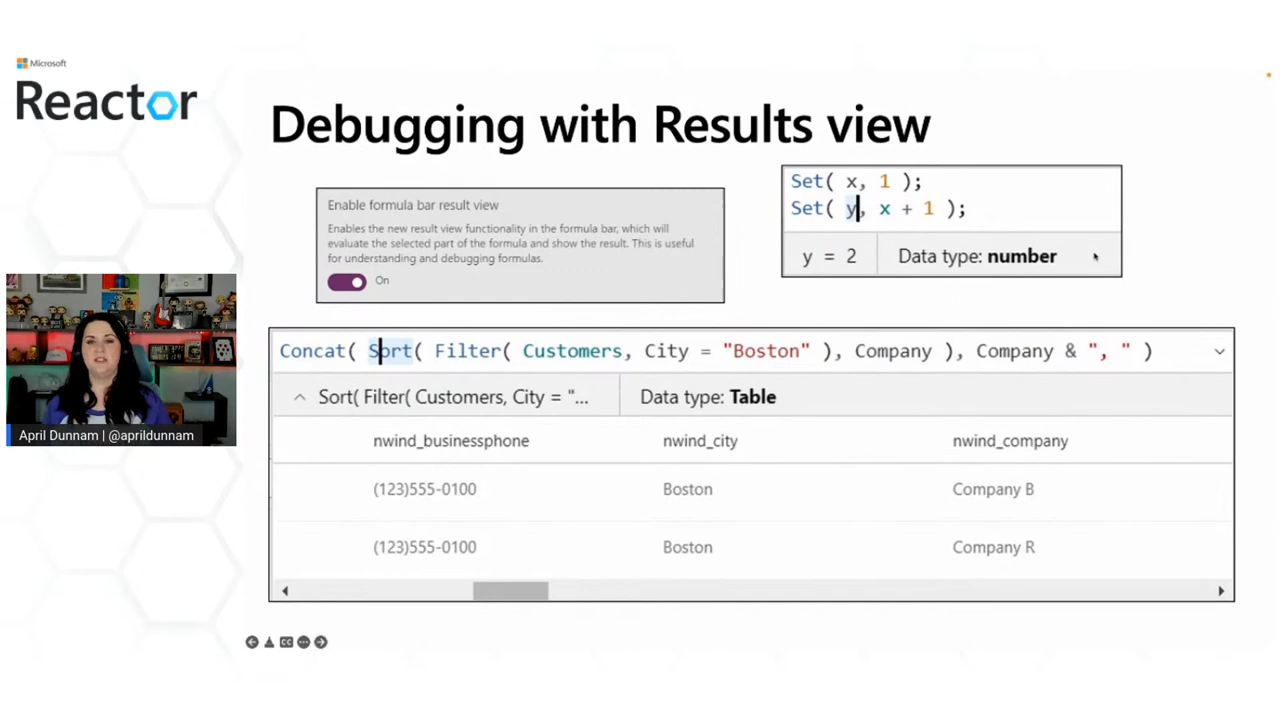 Microsoft
Reactor
Debugging with Results view
Enable formula bar result view
Enables the new result view functionality in the formula bar, which will
evaluate the selected part of the formula and show the result. This is useful
for understanding and debugging formulas.
On
Set( x, 1 );
Set( y, x + 1 );
y = 2 Data type: number
Concat( Sort( Filter( Customers, City = "Boston" ), Company ), Company & ", " )
Sort( Filter( Customers, City = "... Data type: Table
nwind_businessphone nwind_city nwind_company
(123)555-0100 Boston Company B
(123)555-0100 Boston Company R
April Dunnam | @aprildunnam
CC